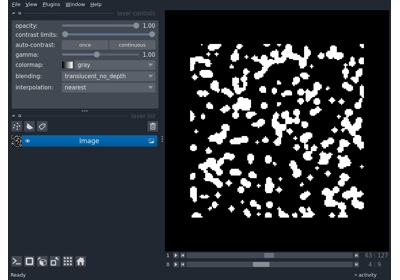 File View Plugins Window Help
layer controls
opacity: 1.00
contrast limits:
auto-contrast: once continuous
gamma: 1.00
colormap: gray
blending: translucent_no_depth
interpolation: nearest
layer list
Image
1 63 127
0 4 9
Ready activity